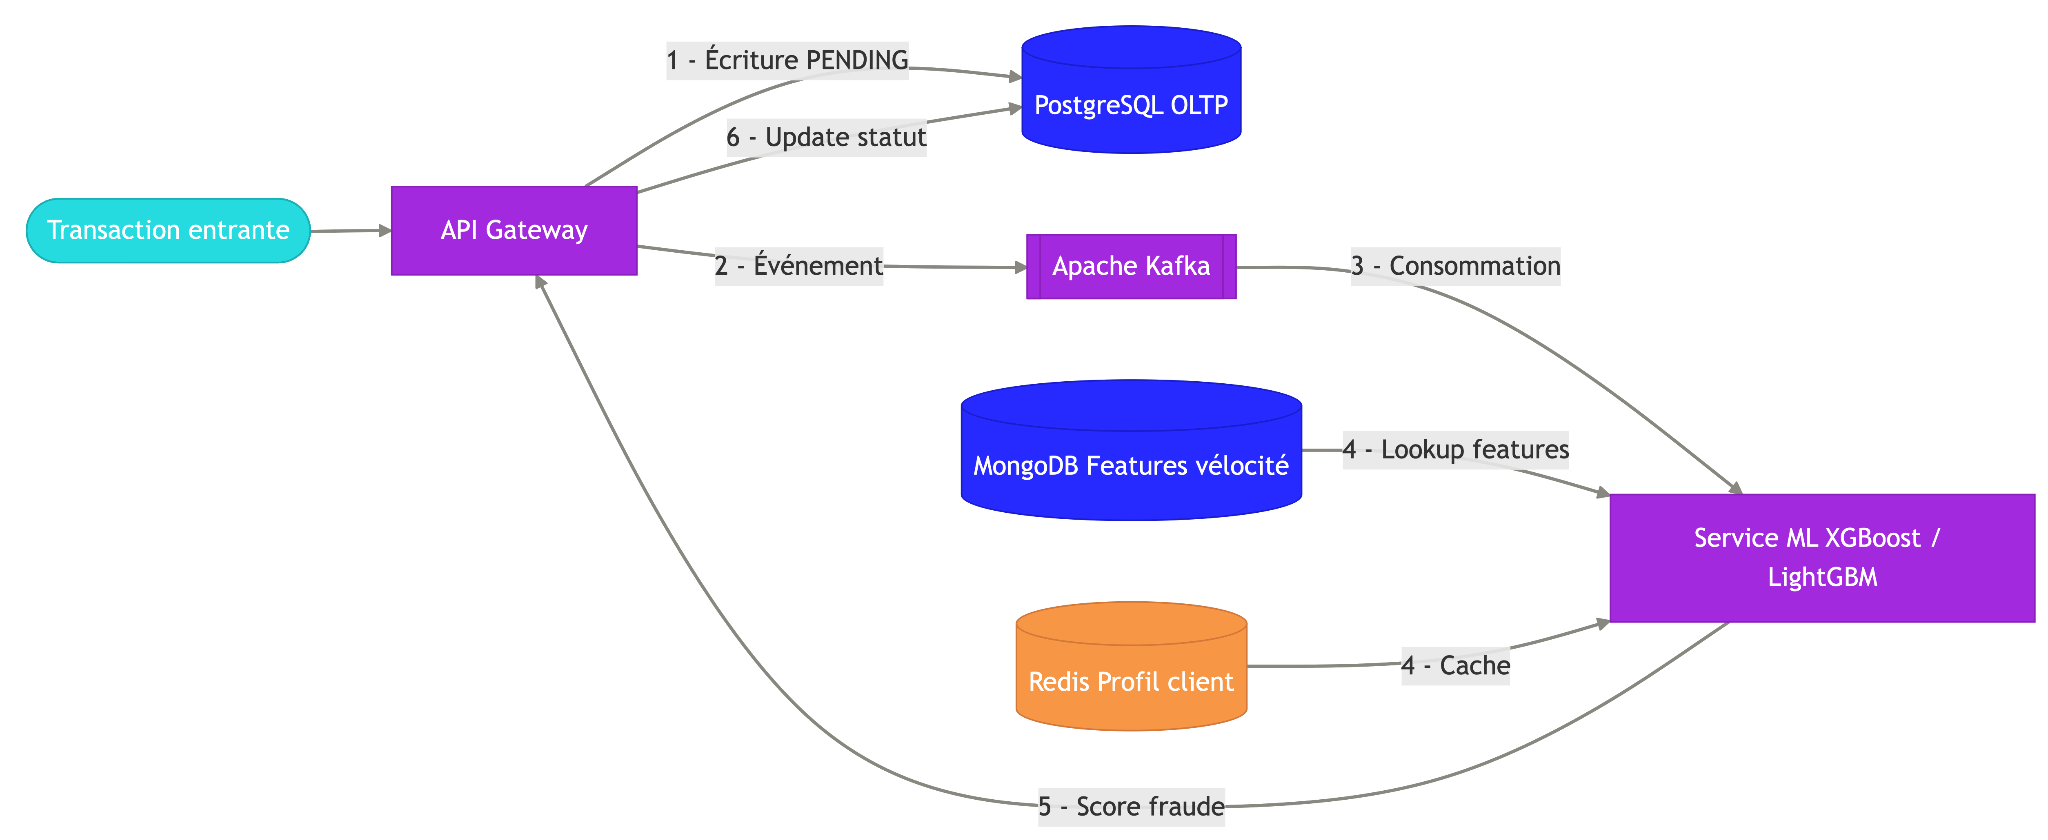 1 - Écriture PENDING
PostgreSQL OLTP
6 - Update statut
Transaction entrante
API Gateway
2 - Événement
Apache Kafka
3 - Consommation
MongoDB Features vélocité
4 - Lookup features
Service ML XGBoost /
LightGBM
Redis Profil client
4 - Cache
5 - Score fraude